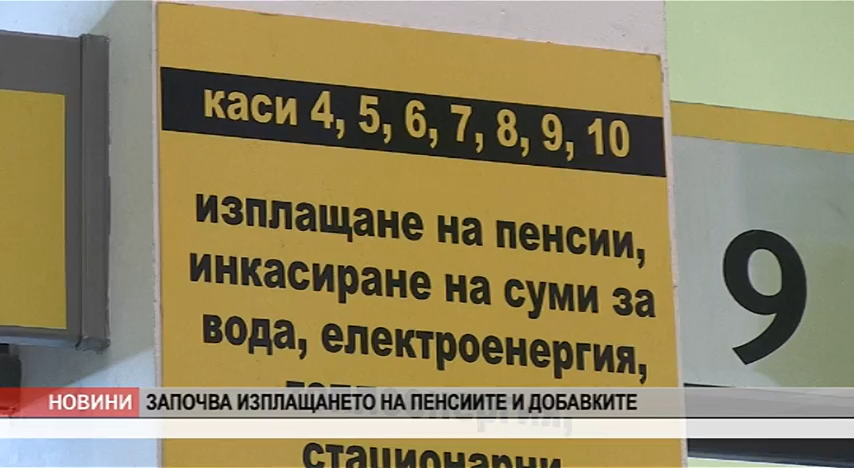 каси 4, 5, 6, 7, 8, 9, 10
изплащане на пенсии,
инкасиране на суми за
вода, електроенергия,
9
НОВИНИ ЗАПОЧВА ИЗПЛАЩАНЕТО НА ПЕНСИИТЕ И ДОБАВКИТЕ
стационарни